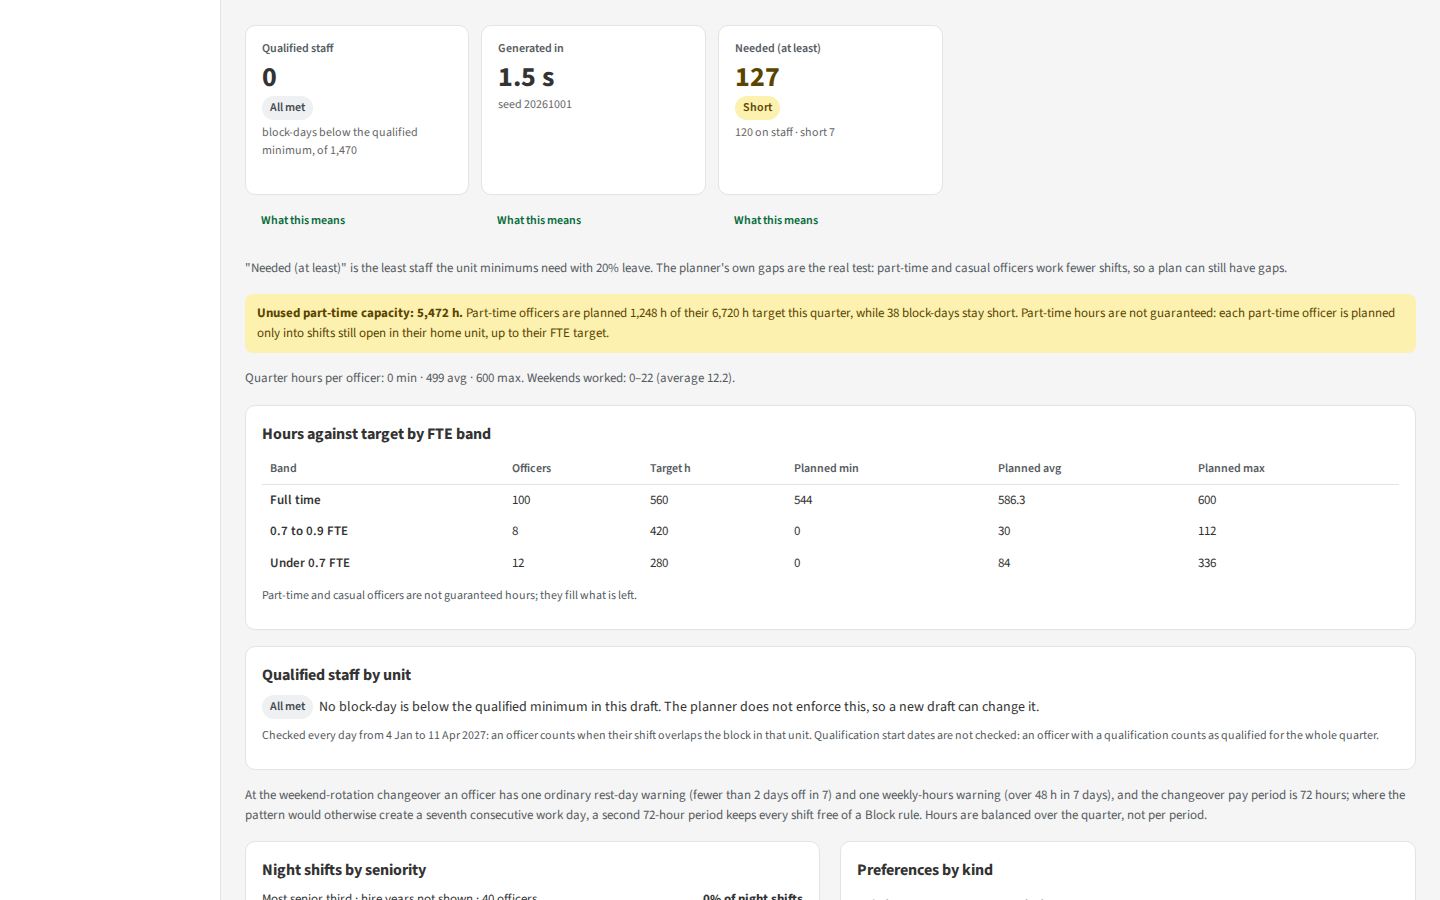 Qualified staff
0
All met
block-days below the qualified
minimum, of 1,470
Generated in
1.5 s
seed 20261001
Needed (at least)
127
Short
120 on staff · short 7
What this means
What this means
What this means
"Needed (at least)" is the least staff the unit minimums need with 20% leave. The planner's own gaps are the real test: part-time and casual officers work fewer shifts, so a plan can still have gaps.
Unused part-time capacity: 5,472 h. Part-time officers are planned 1,248 h of their 6,720 h target this quarter, while 38 block-days stay short. Part-time hours are not guaranteed: each part-time officer is planned
only into shifts still open in their home unit, up to their FTE target.
Quarter hours per officer: 0 min · 499 avg · 600 max. Weekends worked: 0–22 (average 12.2).
Hours against target by FTE band
Band Officers Target h Planned min Planned avg Planned max
Full time 100 560 544 586.3 600
0.7 to 0.9 FTE 8 420 0 30 112
Under 0.7 FTE 12 280 0 84 336
Part-time and casual officers are not guaranteed hours; they fill what is left.
Qualified staff by unit
All met No block-day is below the qualified minimum in this draft. The planner does not enforce this, so a new draft can change it.
Checked every day from 4 Jan to 11 Apr 2027: an officer counts when their shift overlaps the block in that unit. Qualification start dates are not checked: an officer with a qualification counts as qualified for the whole quarter.
At the weekend-rotation changeover an officer has one ordinary rest-day warning (fewer than 2 days off in 7) and one weekly-hours warning (over 48 h in 7 days), and the changeover pay period is 72 hours; where the
pattern would otherwise create a seventh consecutive work day, a second 72-hour period keeps every shift free of a Block rule. Hours are balanced over the quarter, not per period.
Night shifts by seniority
Most senior third · hire years not shown · 40 officers 0% of night shifts
Preferences by kind